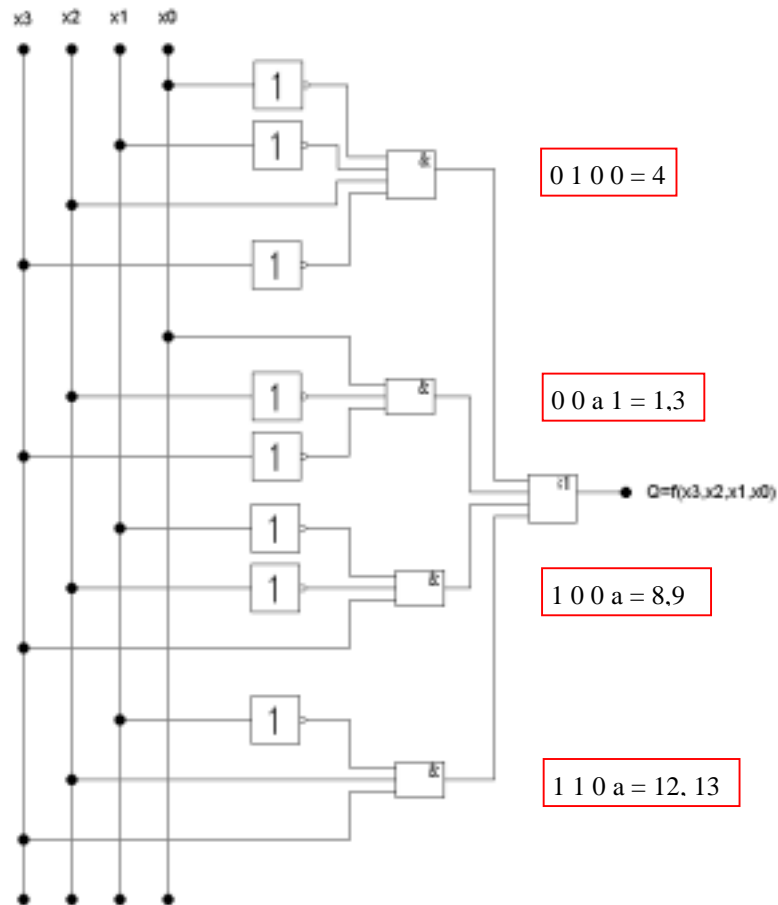 x3 x2 x1 x0
1
1
&
0 1 0 0 = 4
1
1
&
0 0 a 1 = 1,3
1
Q=f(x3,x2,x1,x0)
1
1
&
1 0 0 a = 8,9
1
&
1 1 0 a = 12, 13